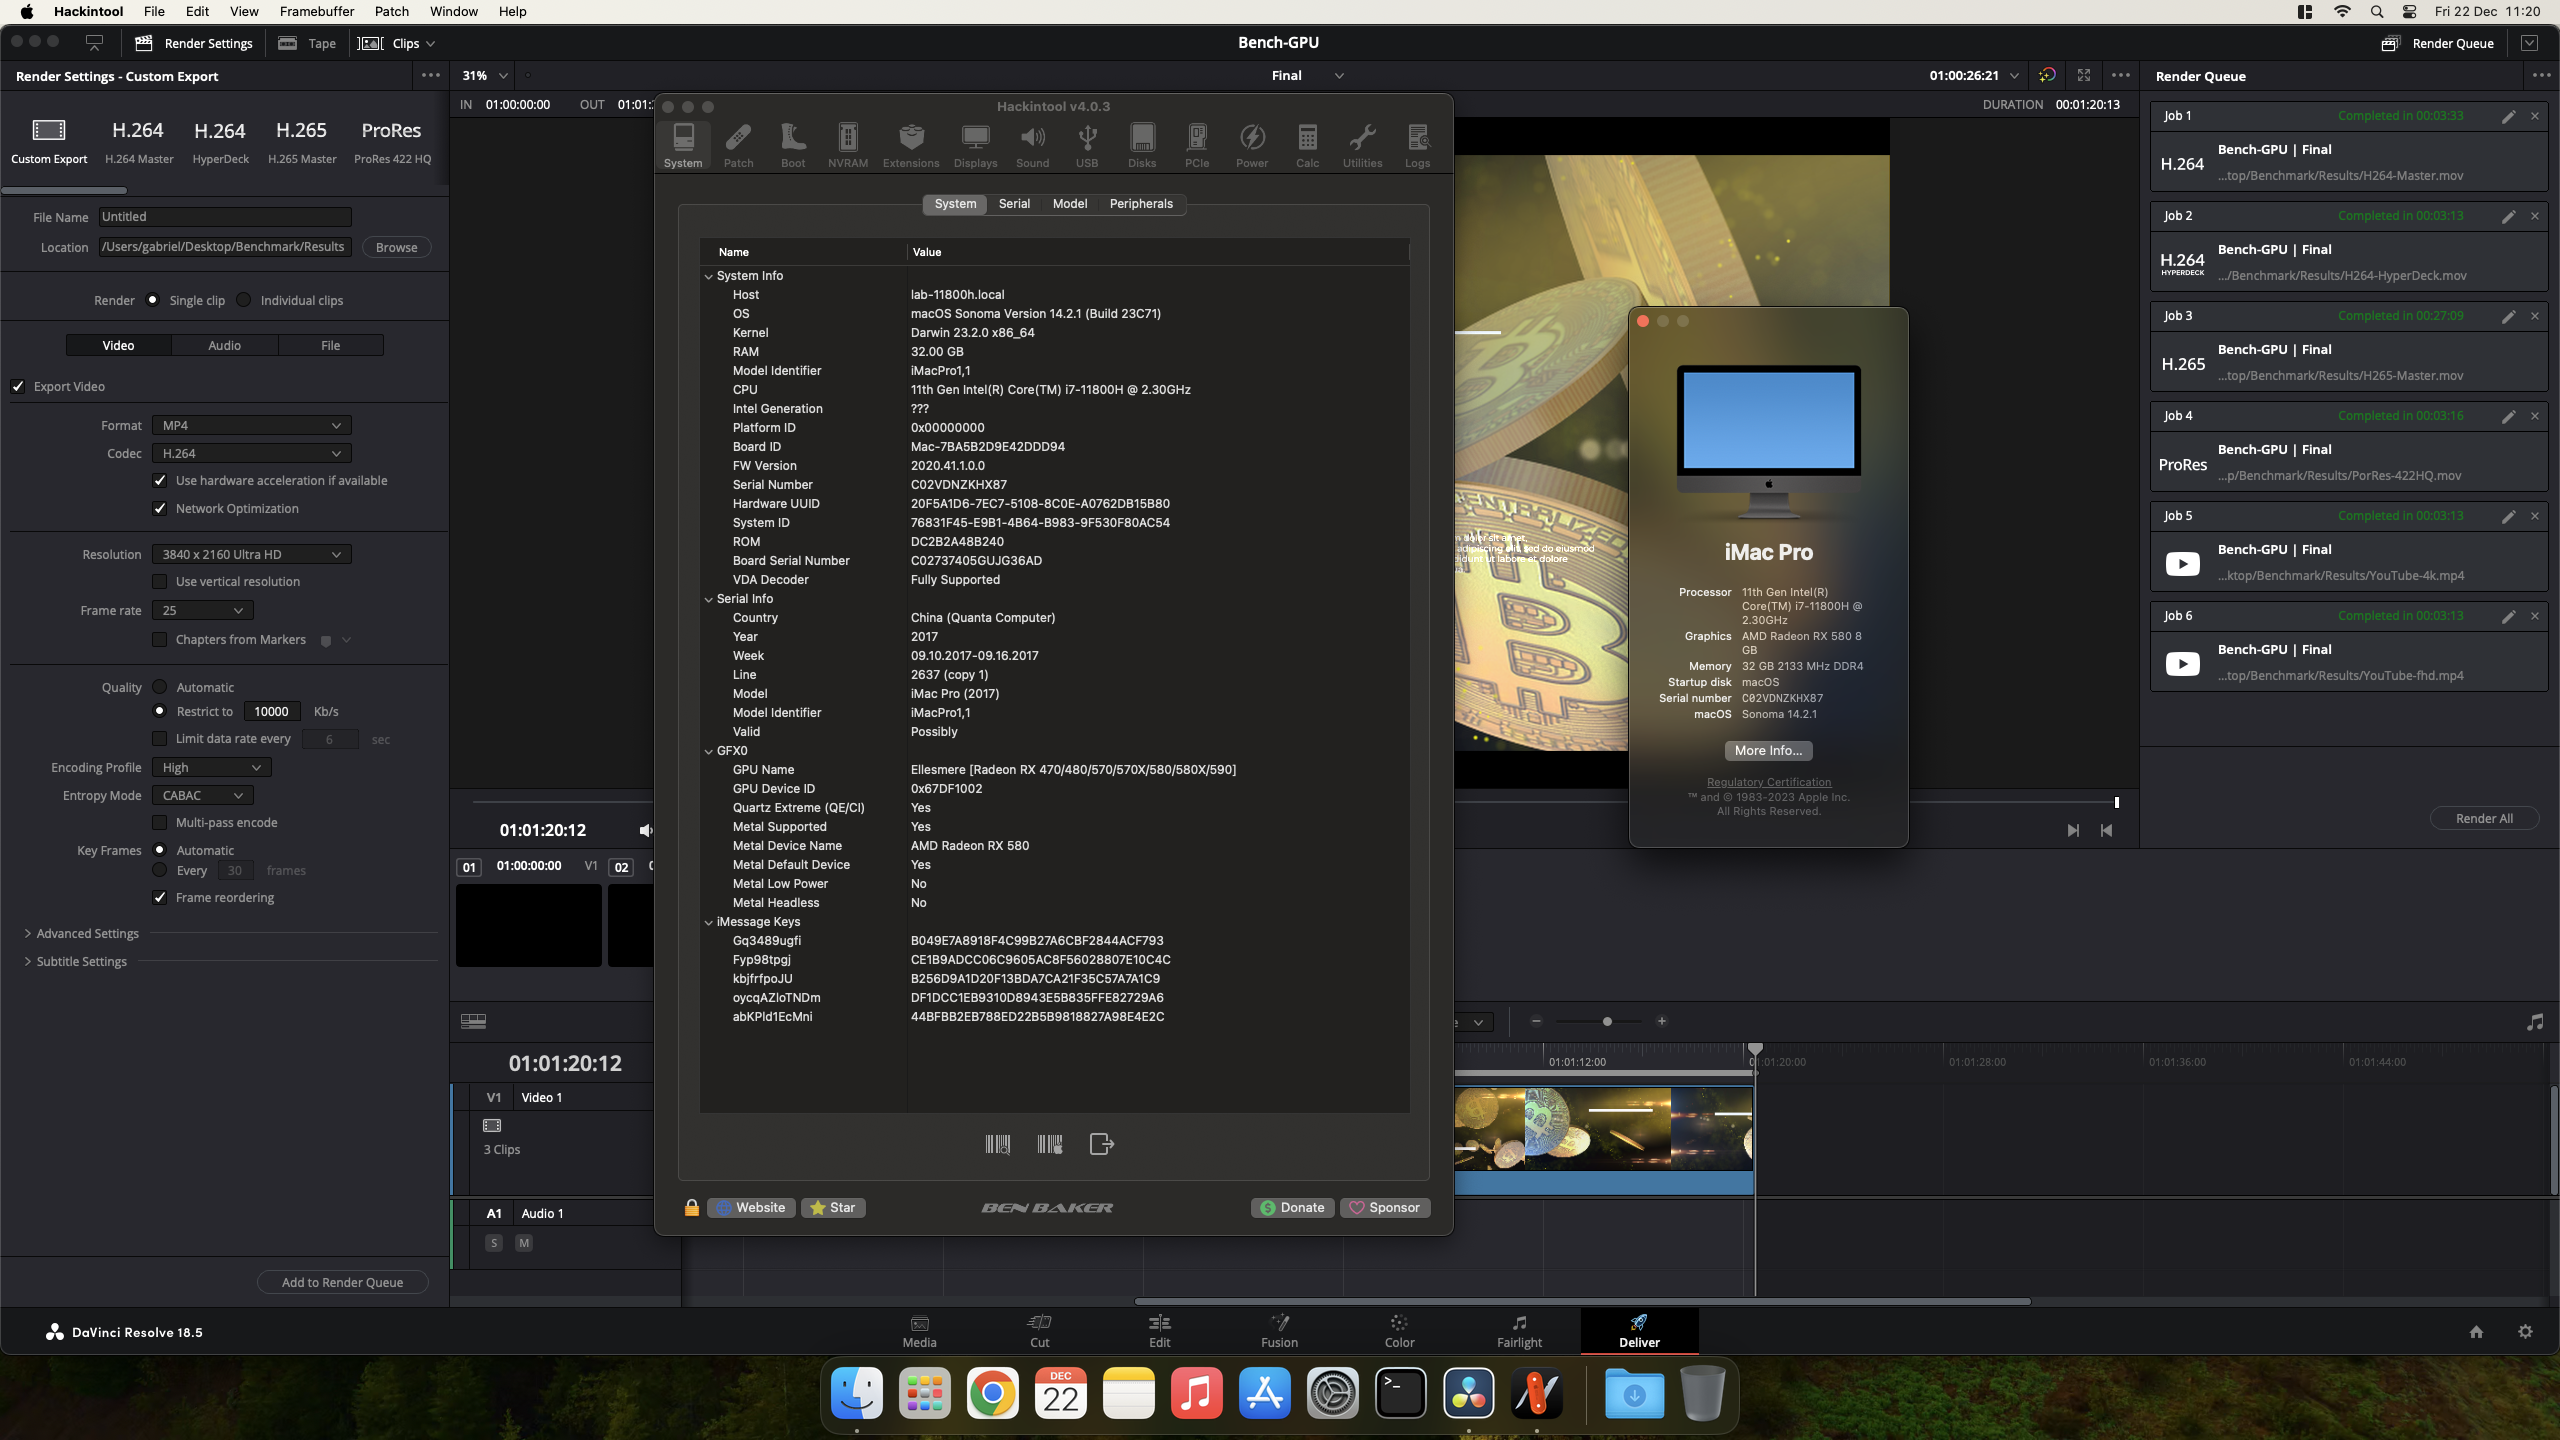 Hackintool File Edit View Framebuffer Patch Window Help Fri 22 Dec 11:20
Render Settings Tape Clips Bench-GPU Render Queue
Render Settings - Custom Export 31% Final 01:00:26:21 Render Queue
IN 01:00:00:00 OUT DURATION 00:01:20:13
H.264 H.264 H.265 ProRes
Custom Export H.264 Master HyperDeck H.265 Master ProRes 422 HQ
File Name Untitled
Location /Users/gabriel/Desktop/Benchmark/Results Browse
Render Single clip Individual clips
Video Audio File
Export Video
Format MP4
Codec H.264
Use hardware acceleration if available
Network Optimization
Resolution 3840 x 2160 Ultra HD
Use vertical resolution
Frame rate 25
Chapters from Markers
Quality Automatic
Restrict to 10000 Kb/s
Limit data rate every 6 sec
Encoding Profile High
Entropy Mode CABAC
Multi-pass encode
Key Frames Automatic
Every 30 frames
Frame reordering
Advanced Settings
Subtitle Settings
Add to Render Queue
Hackintool v4.0.3
System Patch Boot NVRAM Extensions Displays Sound USB Disks PCIe Power Calc Utilities Logs
System Serial Model Peripherals
Name Value
System Info
Host lab-11800h.local
OS macOS Sonoma Version 14.2.1 (Build 23C71)
Kernel Darwin 23.2.0 x86_64
RAM 32.00 GB
Model Identifier iMacPro1,1
CPU 11th Gen Intel(R) Core(TM) i7-11800H @ 2.30GHz
Intel Generation ???
Platform ID 0x00000000
Board ID Mac-7BA5B2D9E42DDD94
FW Version 2020.41.1.0.0
Serial Number C02VDNZKHX87
Hardware UUID 20F5A1D6-7EC7-5108-8C0E-A0762DB15B80
System ID 76831F45-E9B1-4B64-B983-9F530F80AC54
ROM DC2B2A48B240
Board Serial Number C02737405GUJG36AD
VDA Decoder Fully Supported
Serial Info
Country China (Quanta Computer)
Year 2017
Week 09.10.2017-09.16.2017
Line 2637 (copy 1)
Model iMac Pro (2017)
Model Identifier iMacPro1,1
Valid Possibly
GFX0
GPU Name Ellesmere [Radeon RX 470/480/570/570X/580/580X/590]
GPU Device ID 0x67DF1002
Quartz Extreme (QE/CI) Yes
Metal Supported Yes
Metal Device Name AMD Radeon RX 580
Metal Default Device Yes
Metal Low Power No
Metal Headless No
iMessage Keys
Gq3489ugfi B049E7A8918F4C99B27A6CBF2844ACF793
Fyp98tpgj CE1B9ADCC06C9605AC8F56028807E10C4C
kbjfrfpoJU B256D9A1D20F13BDA7CA21F35C57A7A1C9
oycqAZloTNDm DF1DCC1EB9310D8943E5B835FFE82729A6
abKPld1EcMni 44BFBB2EB788ED22B5B9818827A98E4E2C
Website Star BEN BAKER Donate Sponsor
dolor sit amet,
adipiscing elit, sed do eiusmod
labore et dolore
iMac Pro
Processor 11th Gen Intel(R)
Core(TM) i7-11800H @
2.30GHz
Graphics AMD Radeon RX 580 8
GB
Memory 32 GB 2133 MHz DDR4
Startup disk macOS
Serial number C02VDNZKHX87
macOS Sonoma 14.2.1
More Info...
Regulatory Certification
™ and © 1983-2023 Apple Inc.
All Rights Reserved.
Job 1 Completed in 00:03:33
Bench-GPU | Final
H.264
...top/Benchmark/Results/H264-Master.mov
Job 2 Completed in 00:03:13
Bench-GPU | Final
H.264
HYPERDECK
.../Benchmark/Results/H264-HyperDeck.mov
Job 3 Completed in 00:27:09
Bench-GPU | Final
H.265
...top/Benchmark/Results/H265-Master.mov
Job 4 Completed in 00:03:16
Bench-GPU | Final
ProRes
...p/Benchmark/Results/PorRes-422HQ.mov
Job 5 Completed in 00:03:13
Bench-GPU | Final
...ktop/Benchmark/Results/YouTube-4k.mp4
Job 6 Completed in 00:03:13
Bench-GPU | Final
...top/Benchmark/Results/YouTube-fhd.mp4
Render All
01:01:20:12
01 01:00:00:00 V1 02
01:01:20:12
01:01:12:00 01:01:20:00 01:01:28:00 01:01:36:00 01:01:44:00
V1 Video 1
3 Clips
A1 Audio 1
S M
DaVinci Resolve 18.5
Media Cut Edit Fusion Color Fairlight Deliver
DEC
22